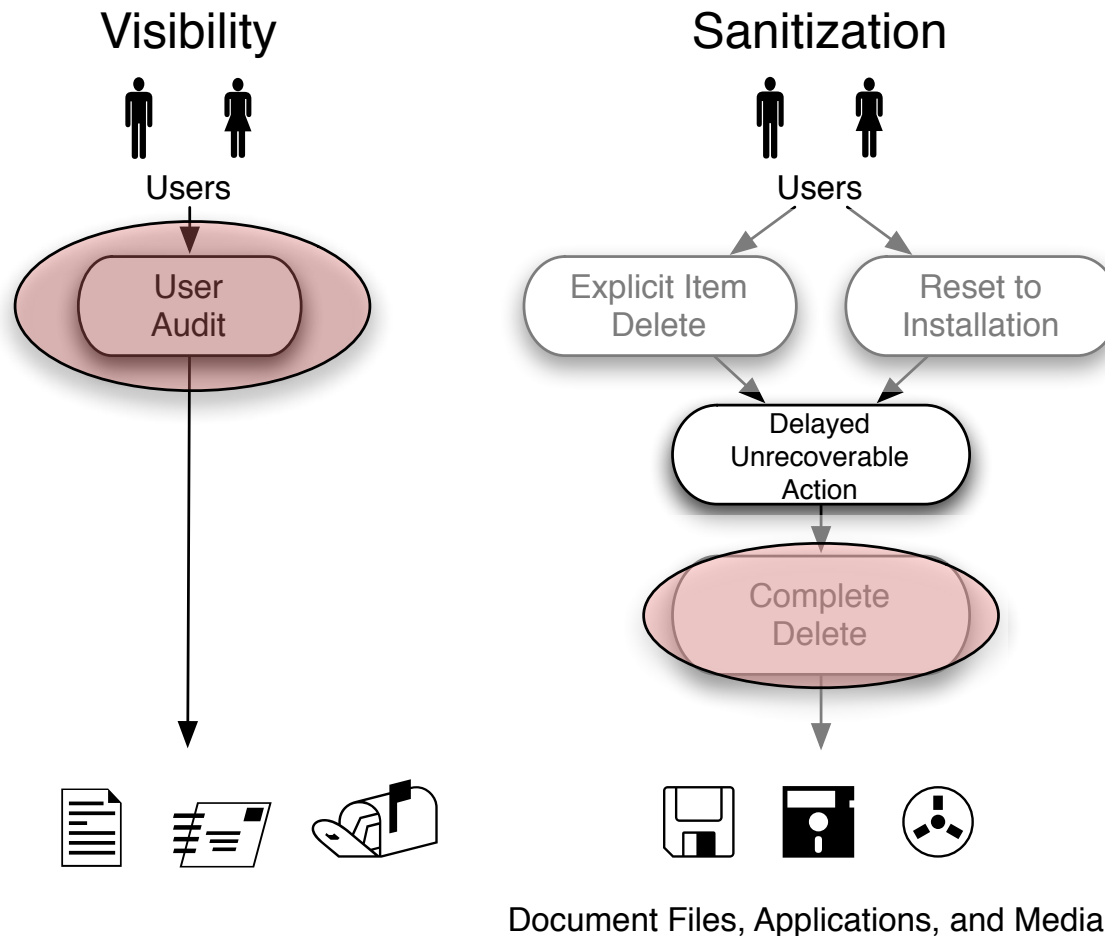 Visibility
Users
User
Audit
Sanitization
Users
Explicit Item
Delete
Reset to
Installation
Delayed
Unrecoverable
Action
Complete
Delete
Document Files, Applications, and Media